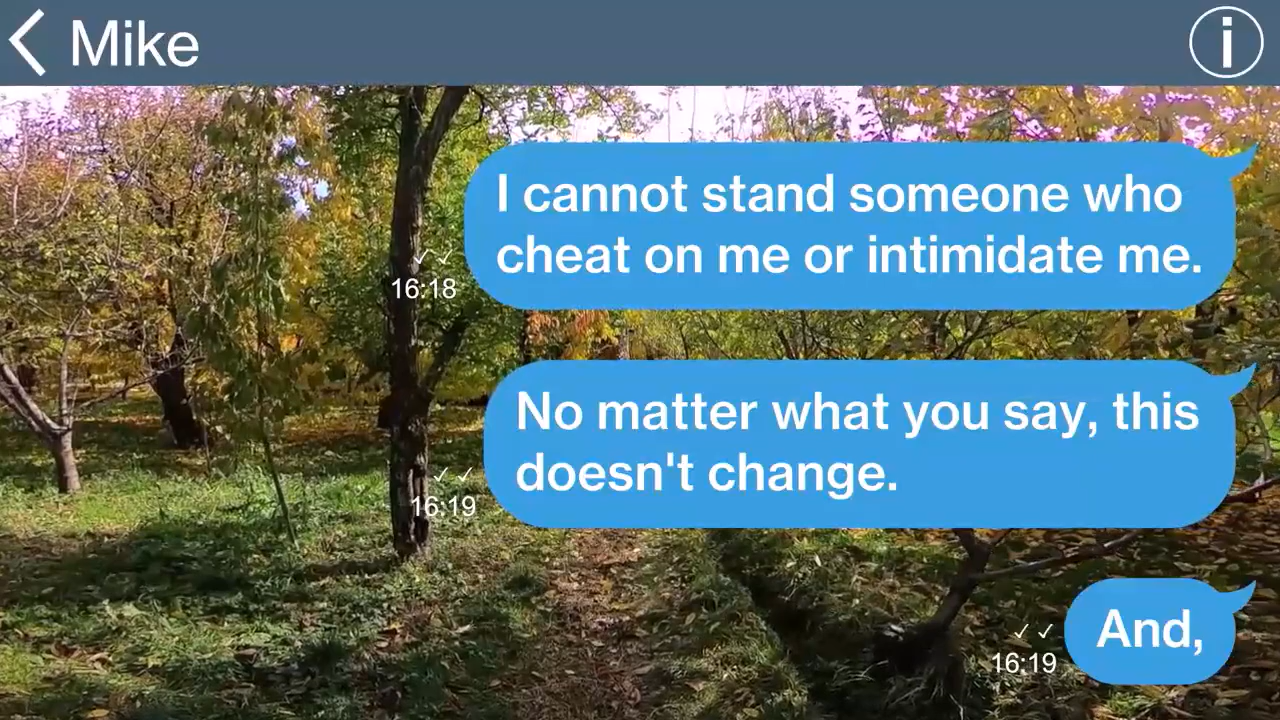 Mike
I cannot stand someone who
cheat on me or intimidate me.
16:18
No matter what you say, this
doesn't change.
16:19
And,
16:19